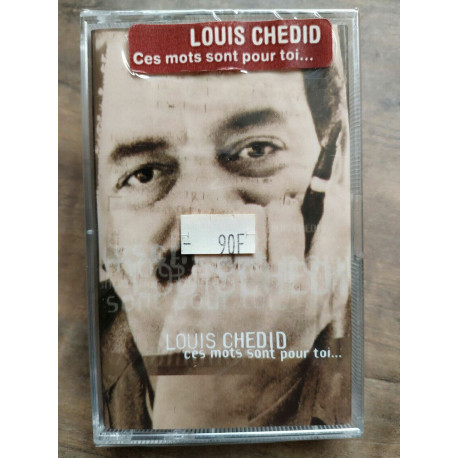 LOUIS CHEDID
Ces mots sont pour toi...
- 90F
LOUIS CHEDID
ces mots sont pour toi...